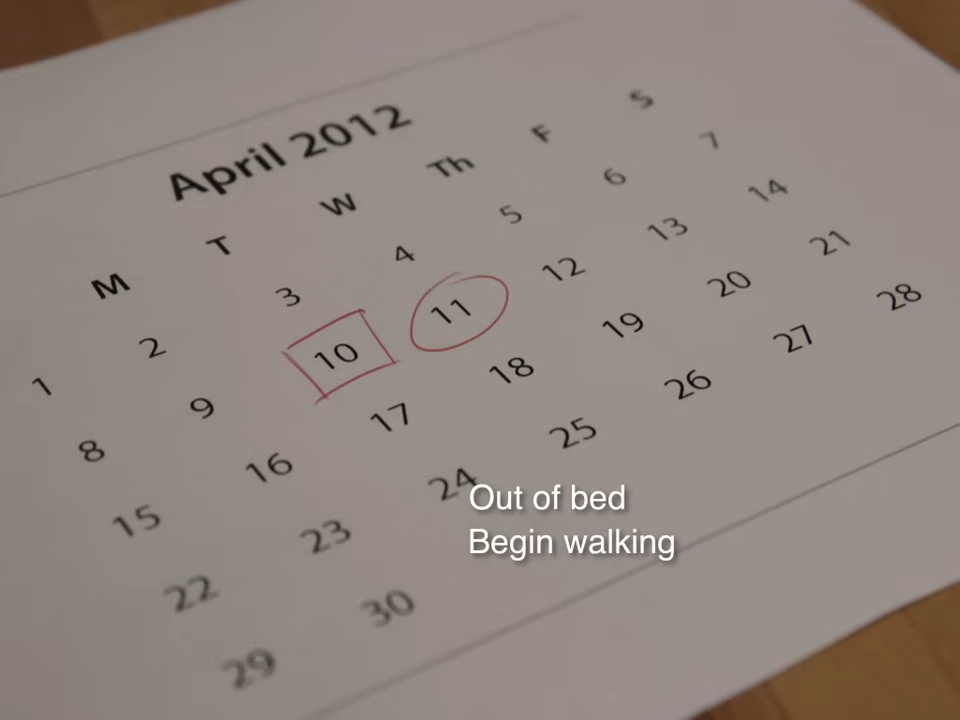 April 2012
M T W Th F S
1 2 3 4 5 6 7
8 9 10 11 12 13 14
15 16 17 18 19 20 21
22 23 24 25 26 27 28
29 30
Out of bed
Begin walking